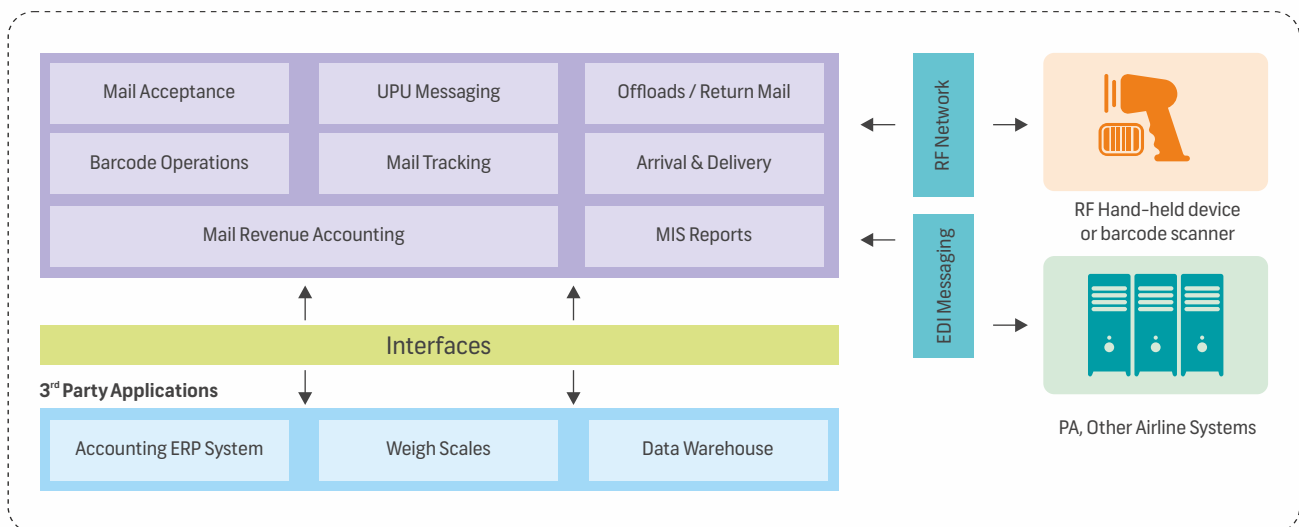 Mail Acceptance
UPU Messaging
Offloads / Return Mail
Barcode Operations
Mail Tracking
Arrival & Delivery
Mail Revenue Accounting
MIS Reports
RF Network
EDI Messaging
RF Hand-held device
or barcode scanner
PA, Other Airline Systems
Interfaces
3rd Party Applications
Accounting ERP System
Weigh Scales
Data Warehouse